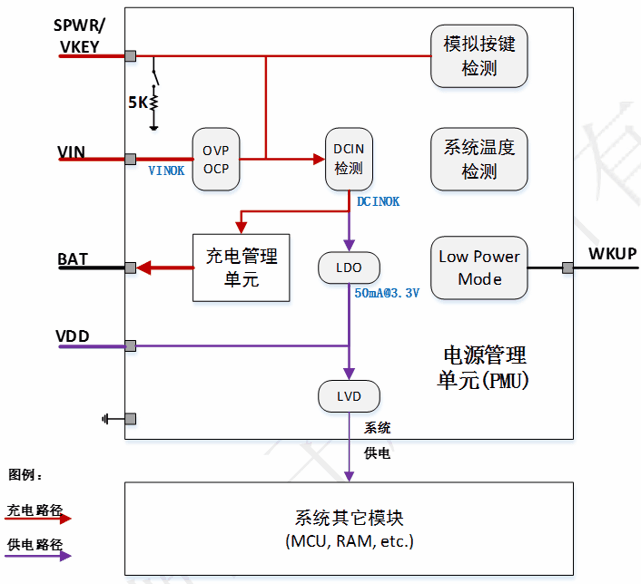 SPWR/
VKEY
模拟按键
检测
5K
VIN
VINOK
OVP
OCP
DCIN
检测
系统温度
检测
DCINOK
BAT
充电管理
单元
LDO
50mA@3.3V
Low Power
Mode
WKUP
VDD
电源管理
单元(PMU)
LVD
系统
供电
图例：
充电路径
供电路径
系统其它模块
(MCU, RAM, etc.)